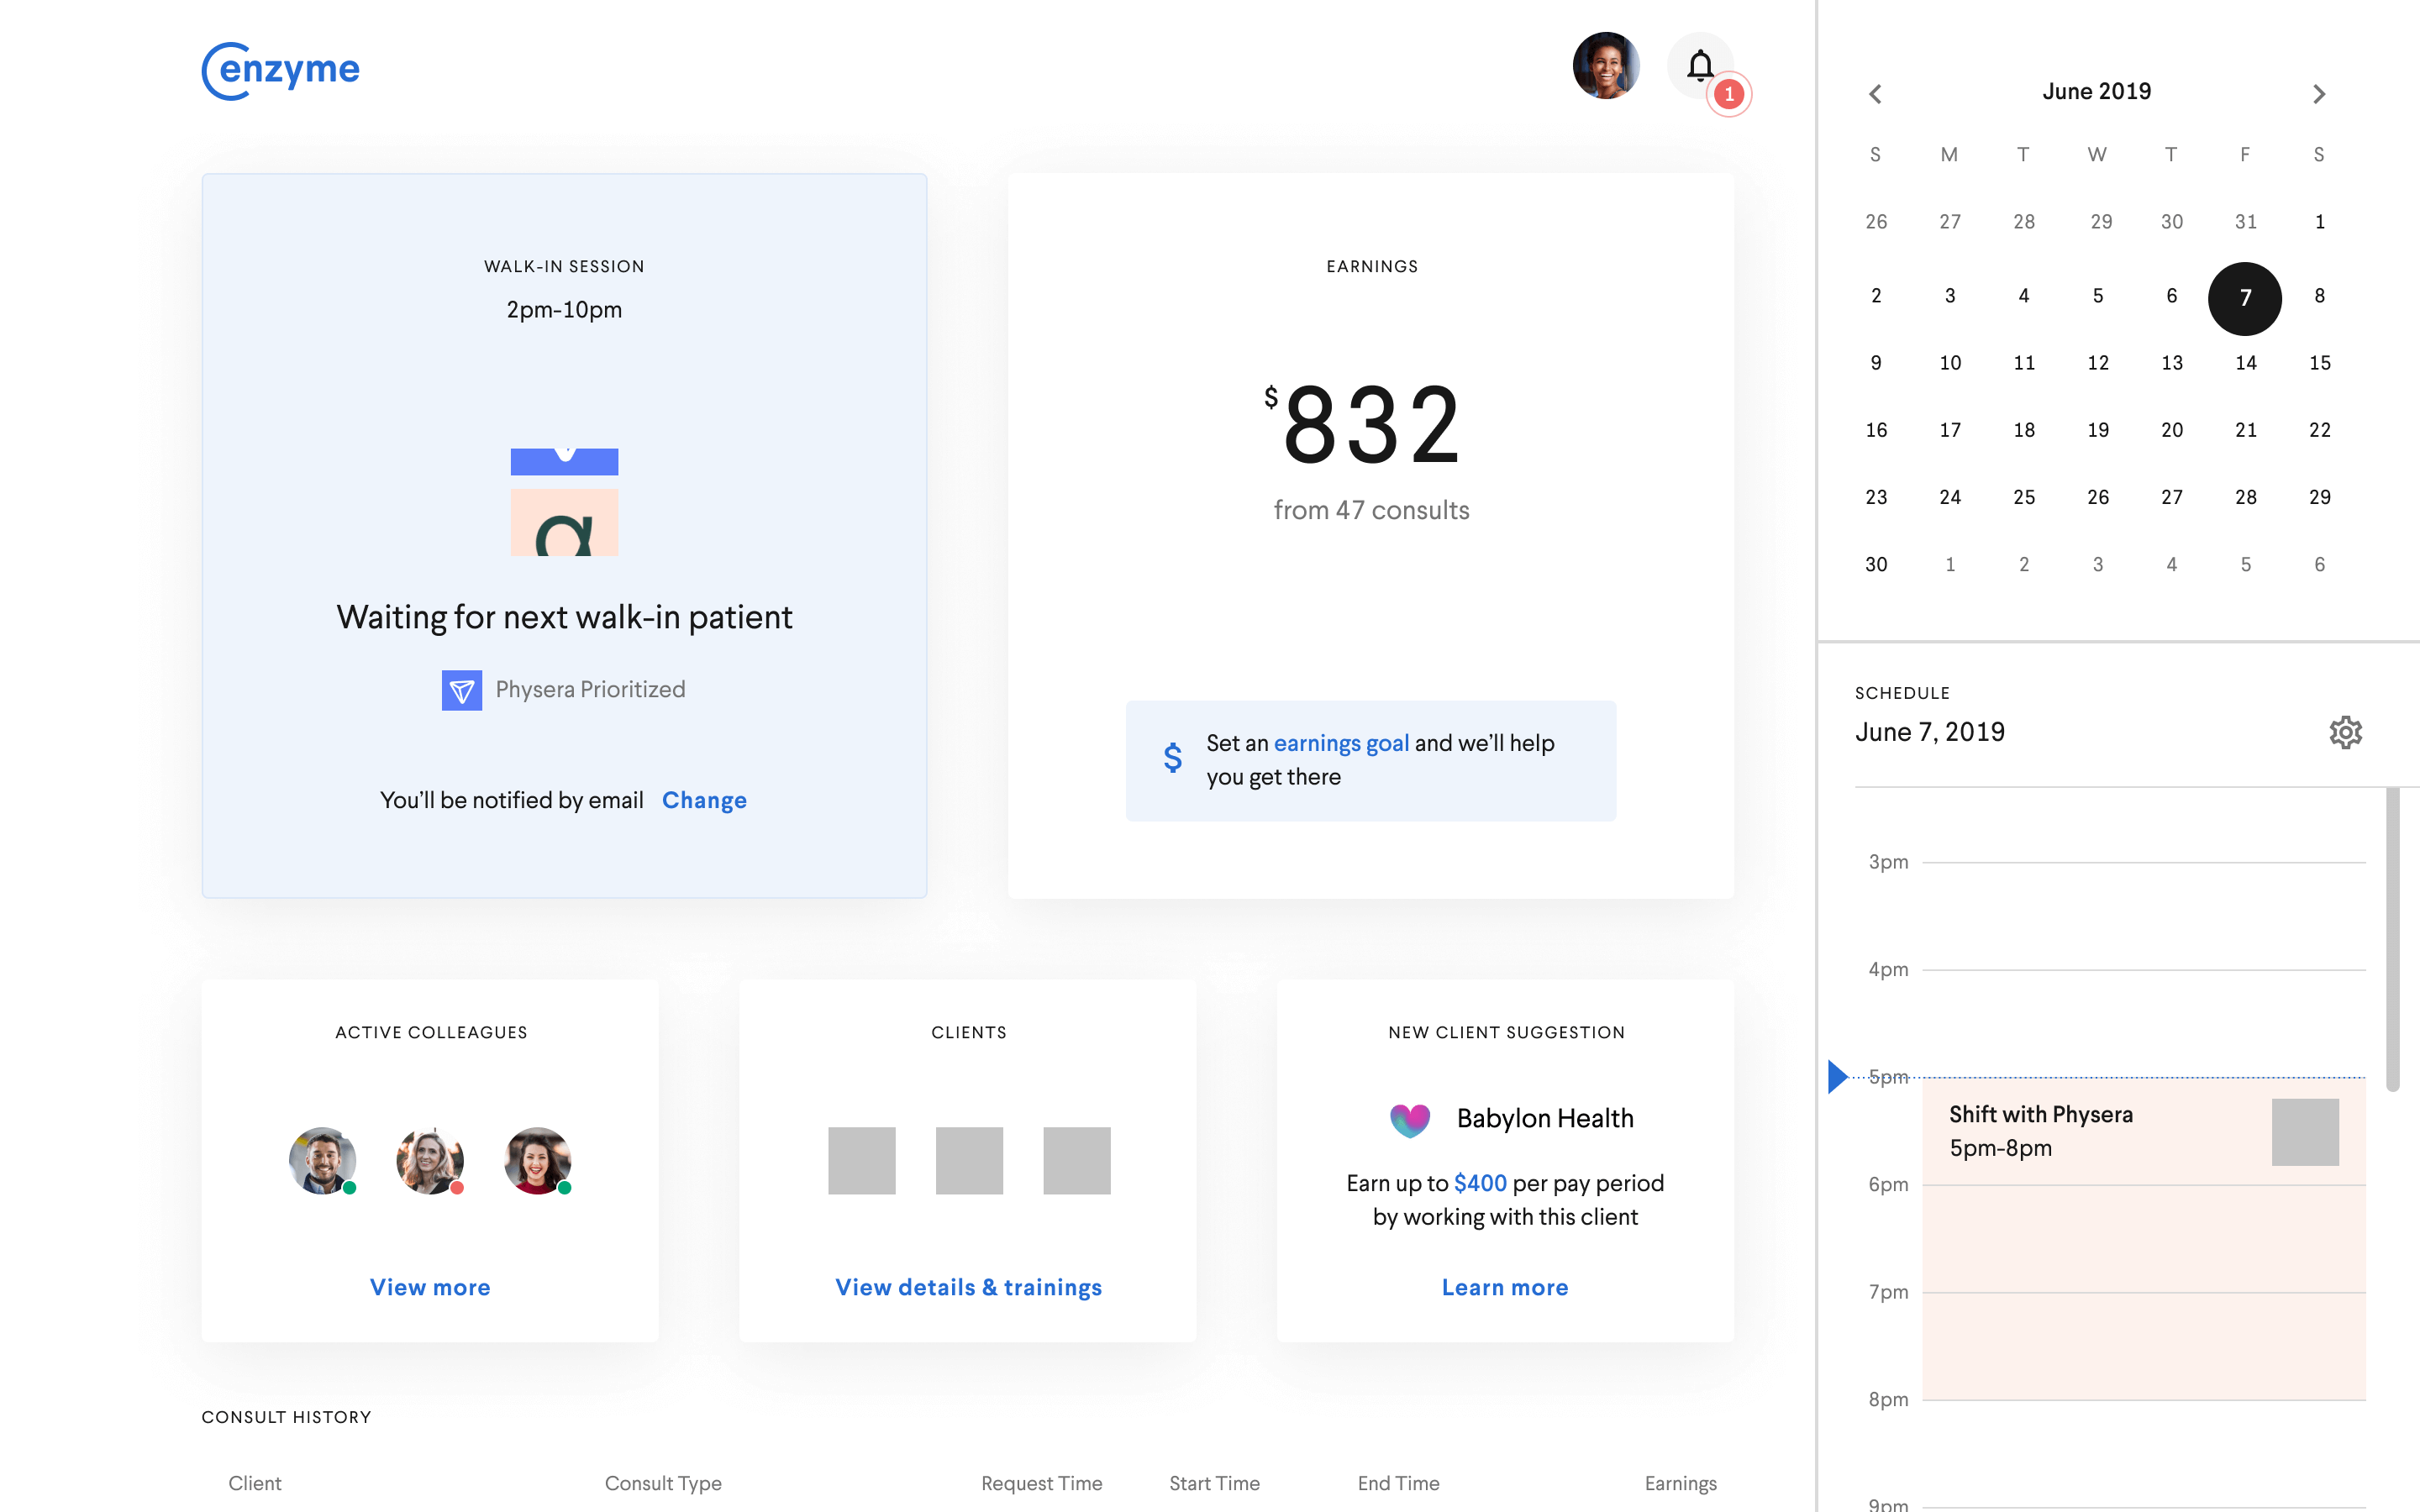 enzyme
1
WALK-IN SESSION
2pm-10pm
a
Waiting for next walk-in patient
Physera Prioritized
You’ll be notified by email Change
EARNINGS
$832
from 47 consults
$ Set an earnings goal and we’ll help
you get there
ACTIVE COLLEAGUES
View more
CLIENTS
View details & trainings
NEW CLIENT SUGGESTION
Babylon Health
Earn up to $400 per pay period
by working with this client
Learn more
CONSULT HISTORY
Client Consult Type Request Time Start Time End Time Earnings
June 2019
S M T W T F S
26 27 28 29 30 31 1
2 3 4 5 6 7 8
9 10 11 12 13 14 15
16 17 18 19 20 21 22
23 24 25 26 27 28 29
30 1 2 3 4 5 6
SCHEDULE
June 7, 2019
3pm
4pm
5pm
Shift with Physera
5pm-8pm
6pm
7pm
8pm
9pm